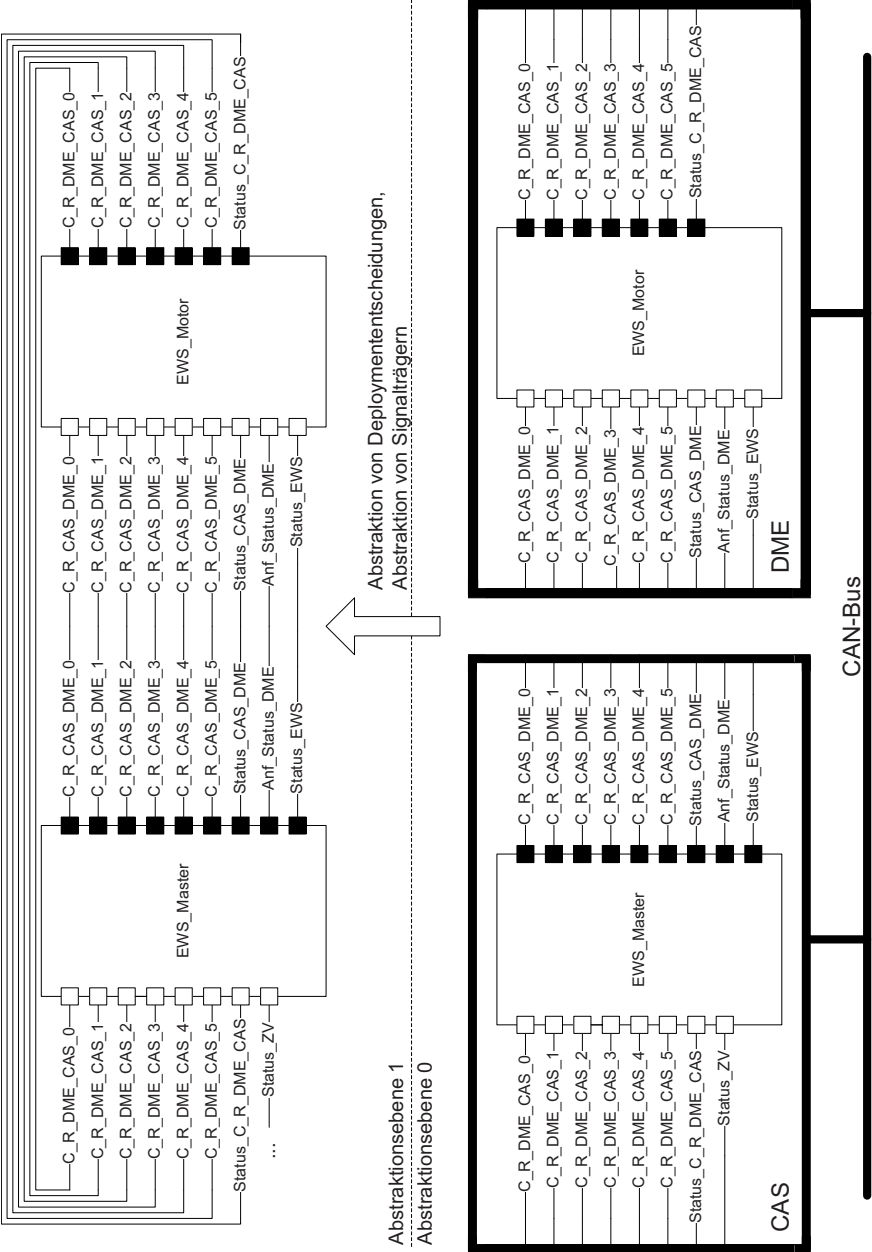 C_R_DME_CAS_0
C_R_DME_CAS_1
C_R_DME_CAS_2
C_R_DME_CAS_3
C_R_DME_CAS_4
C_R_DME_CAS_5
Status_C_R_DME_CAS
... Status_ZV
EWS_Master
C_R_CAS_DME_0
C_R_CAS_DME_1
C_R_CAS_DME_2
C_R_CAS_DME_3
C_R_CAS_DME_4
C_R_CAS_DME_5
Status_CAS_DME
Anf_Status_DME
Status_EWS
C_R_CAS_DME_0
C_R_CAS_DME_1
C_R_CAS_DME_2
C_R_CAS_DME_3
C_R_CAS_DME_4
C_R_CAS_DME_5
Status_CAS_DME
Anf_Status_DME
Status_EWS
EWS_Motor
C_R_DME_CAS_0
C_R_DME_CAS_1
C_R_DME_CAS_2
C_R_DME_CAS_3
C_R_DME_CAS_4
C_R_DME_CAS_5
Status_C_R_DME_CAS
Abstraktion von Deploymententscheidungen,
Abstraktion von Signalträgern
Abstraktionsebene 1
Abstraktionsebene 0
C_R_DME_CAS_0
C_R_DME_CAS_1
C_R_DME_CAS_2
C_R_DME_CAS_3
C_R_DME_CAS_4
C_R_DME_CAS_5
Status_C_R_DME_CAS
Status_ZV
EWS_Master
C_R_CAS_DME_0
C_R_CAS_DME_1
C_R_CAS_DME_2
C_R_CAS_DME_3
C_R_CAS_DME_4
C_R_CAS_DME_5
Status_CAS_DME
Anf_Status_DME
Status_EWS
CAS
C_R_CAS_DME_0
C_R_CAS_DME_1
C_R_CAS_DME_2
C_R_CAS_DME_3
C_R_CAS_DME_4
C_R_CAS_DME_5
Status_CAS_DME
Anf_Status_DME
Status_EWS
EWS_Motor
C_R_DME_CAS_0
C_R_DME_CAS_1
C_R_DME_CAS_2
C_R_DME_CAS_3
C_R_DME_CAS_4
C_R_DME_CAS_5
Status_C_R_DME_CAS
DME
CAN-Bus